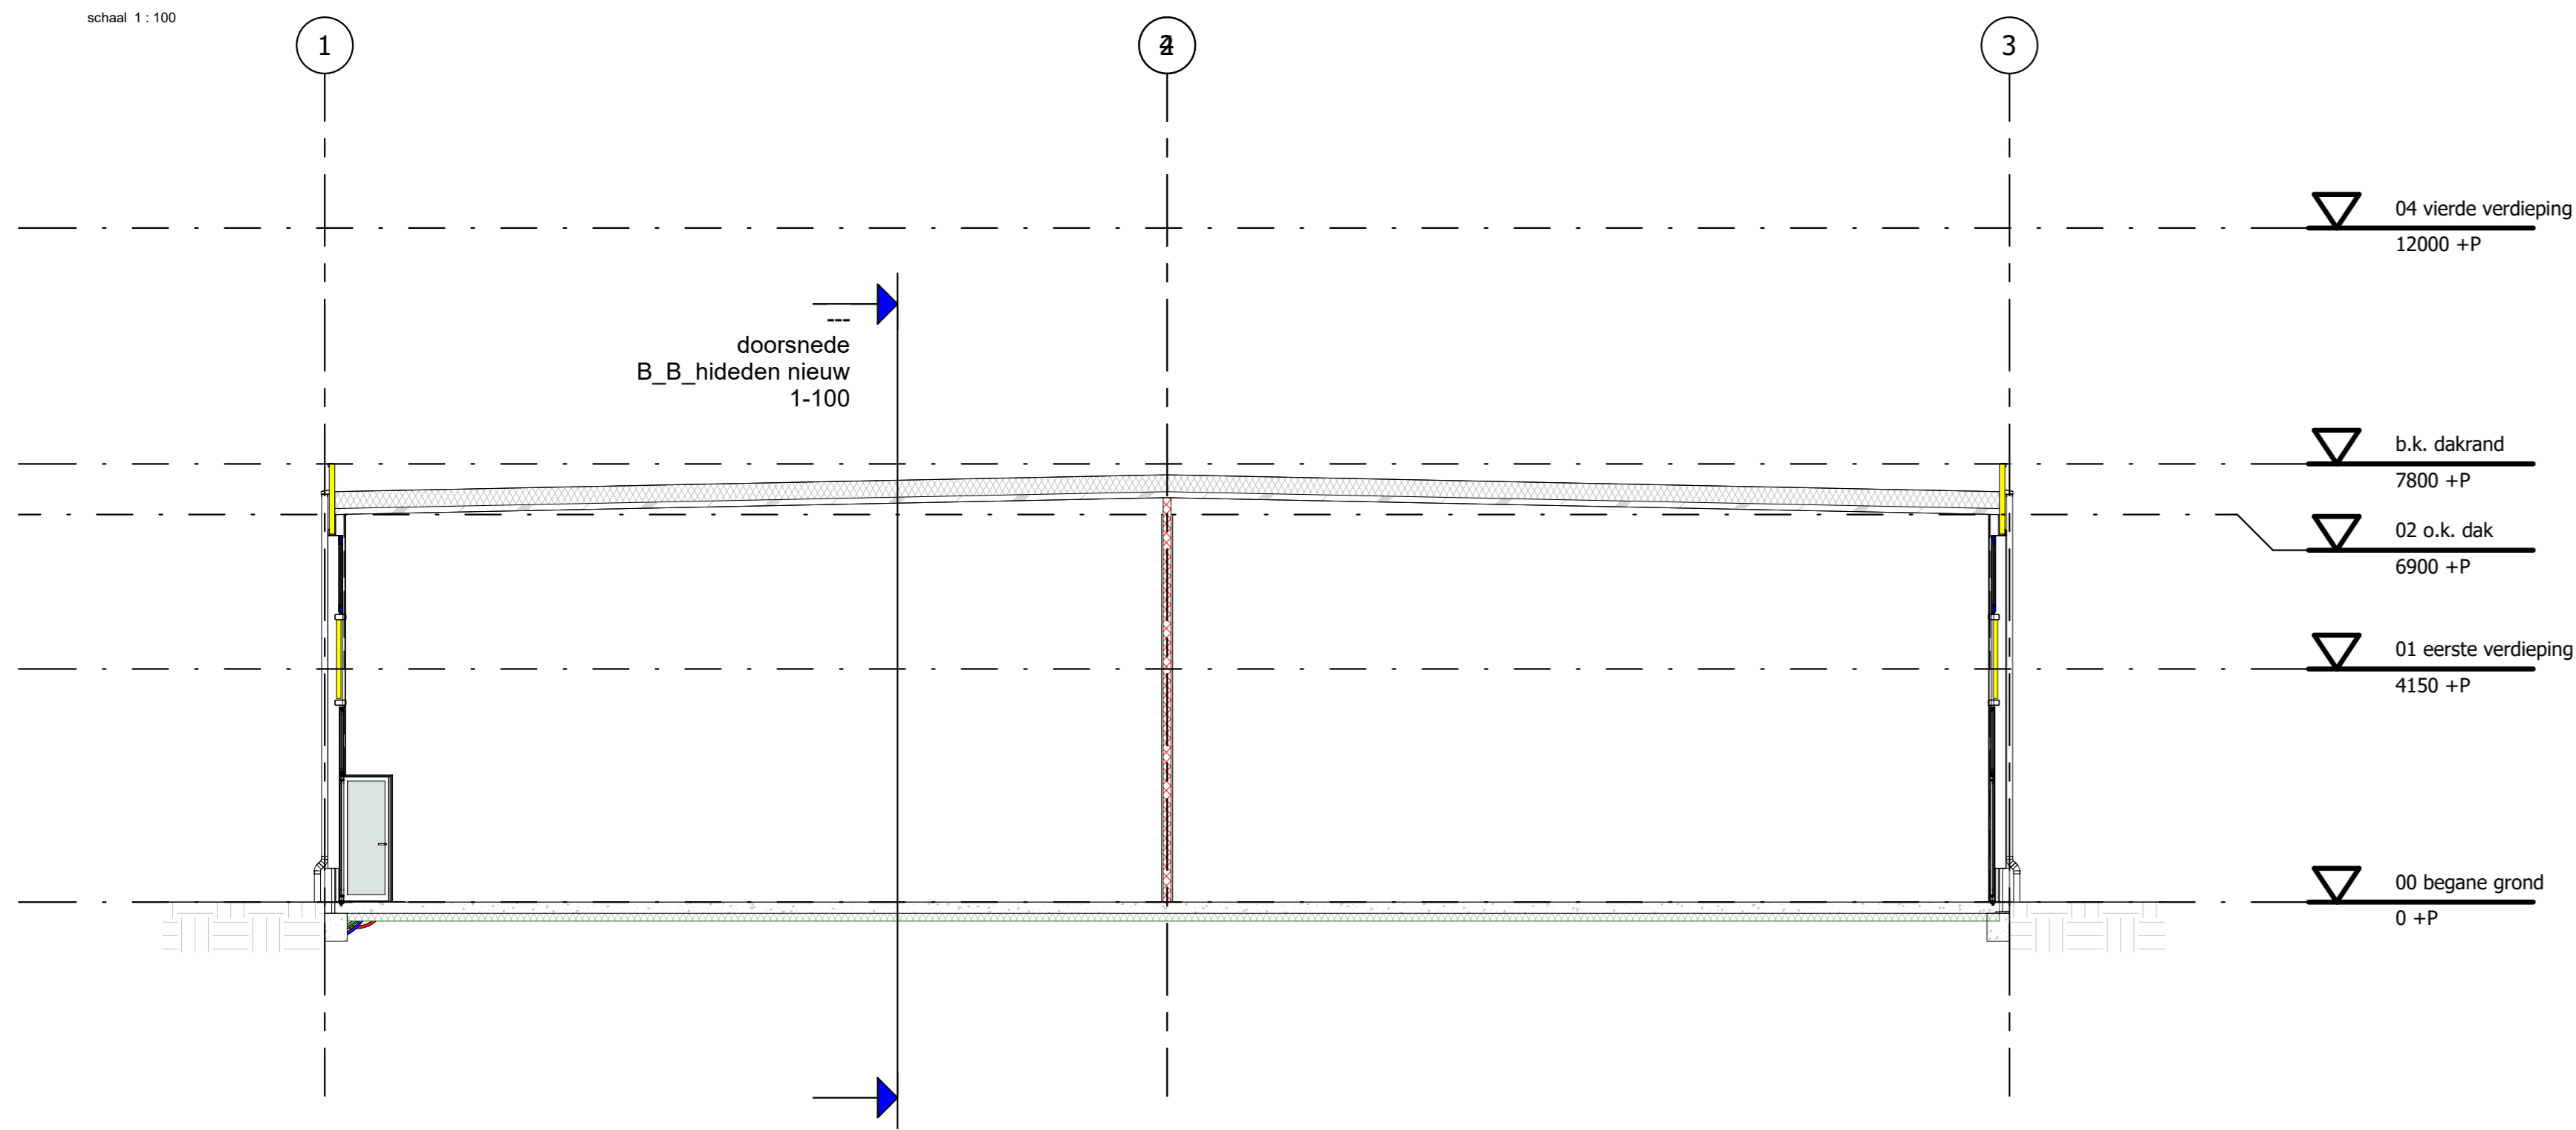 schaal 1 : 100
1
2
4
3
04 vierde verdieping
12000 +P
---
doorsnede
B_B_hideden nieuw
1-100
b.k. dakrand
7800 +P
02 o.k. dak
6900 +P
01 eerste verdieping
4150 +P
00 begane grond
0 +P